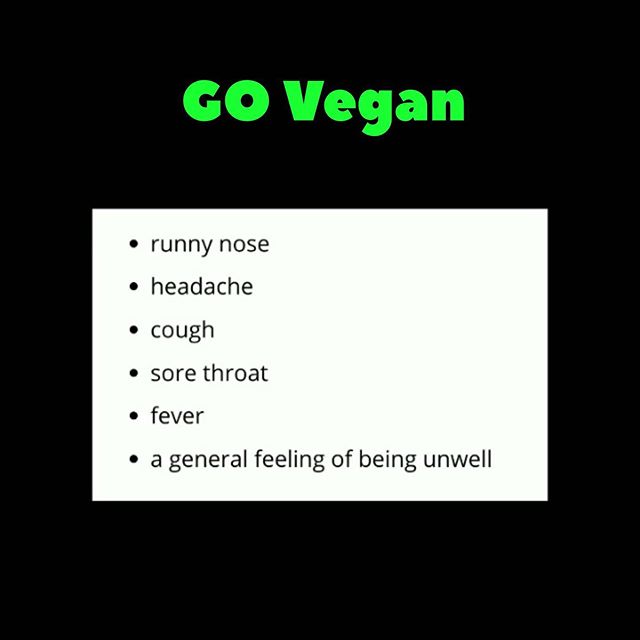 GO Vegan
• runny nose
• headache
• cough
• sore throat
• fever
• a general feeling of being unwell